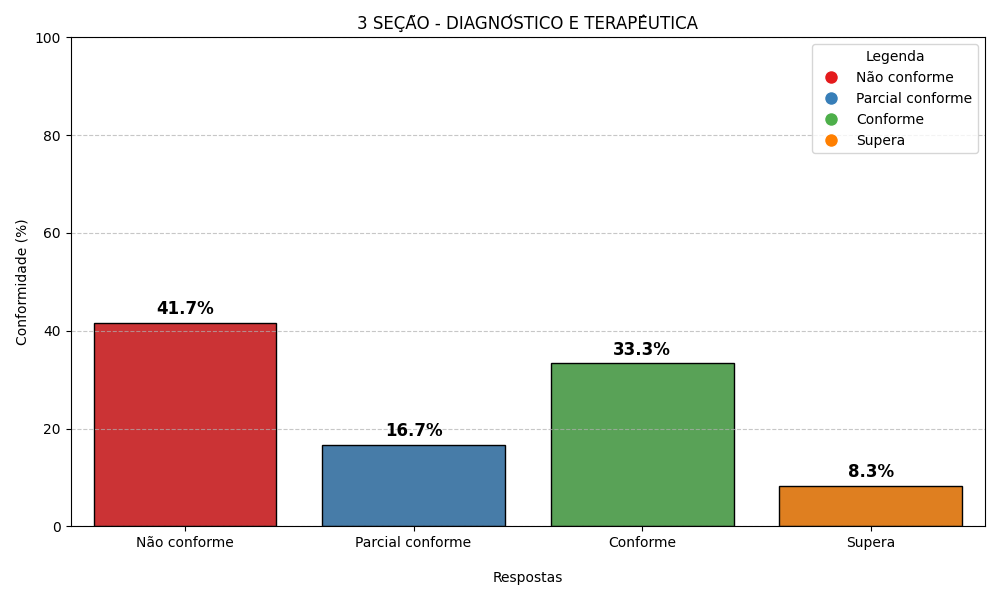 3 SEÇÃO - DIAGNÓSTICO E TERAPÊUTICA
Conformidade (%)
100
80
60
40
20
0
Legenda
Não conforme
Parcial conforme
Conforme
Supera
41.7%
16.7%
33.3%
8.3%
Não conforme
Parcial conforme
Conforme
Supera
Respostas